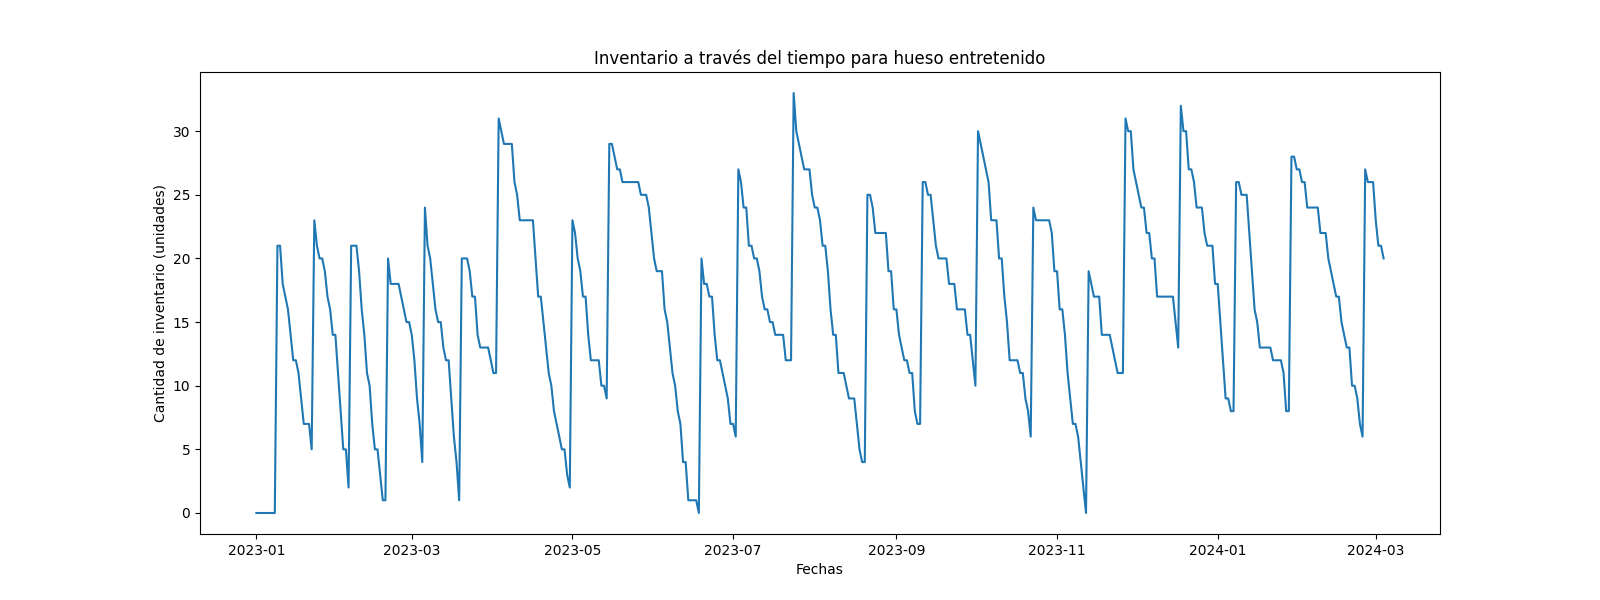 Inventario a través del tiempo para hueso entretenido
Cantidad de inventario (unidades)
30
25
20
15
10
5
0
2023-01 2023-03 2023-05 2023-07 2023-09 2023-11 2024-01 2024-03
Fechas